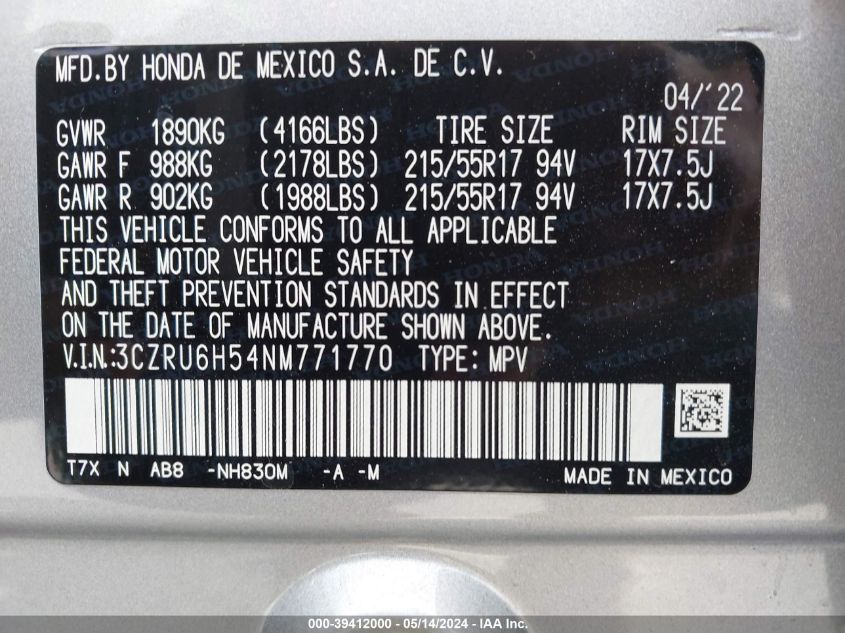 MFD.BY HONDA DE MEXICO S.A. DE C.V.
04/'22
GVWR 1890KG (4166LBS) TIRE SIZE RIM SIZE
GAWR F 988KG (2178LBS) 215/55R17 94V 17X7.5J
GAWR R 902KG (1988LBS) 215/55R17 94V 17X7.5J
THIS VEHICLE CONFORMS TO ALL APPLICABLE
FEDERAL MOTOR VEHICLE SAFETY
AND THEFT PREVENTION STANDARDS IN EFFECT
ON THE DATE OF MANUFACTURE SHOWN ABOVE.
V.I.N.:3CZRU6H54NM771770 TYPE: MPV
T7X N AB8 -NH830M -A -M
MADE IN MEXICO
000-39412000 - 05/14/2024 - IAA Inc.